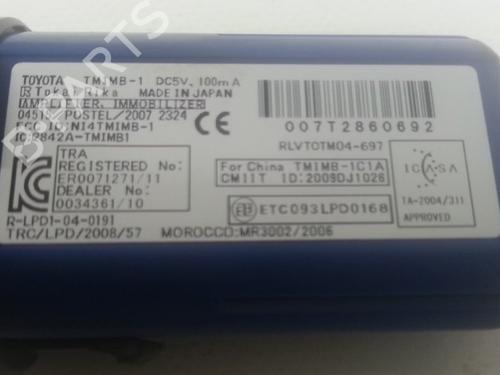 TOYOTA TMIMB-1 DC5V, 100mA
Tokai Rika MADE IN JAPAN
AMPLIFIER, IMMOBILIZER
POSTEL/2007 2324
FCC ID:NI4TMIMB-1
IC:2842A-TMIMB1
CE
007T2860692
RLVTOTM04-697
TRA
REGISTERED No:
ER0071271/11
DEALER No:
0034361/10
For China TMIMB-1C1A
CMIIT ID:2009DJ1026
ETC093LPD0168
ICASA
TA-2004/311
APPROVED
R-LPD1-04-0191
TRC/LPD/2008/57
MOROCCO:MR3002/2006
B PARTS